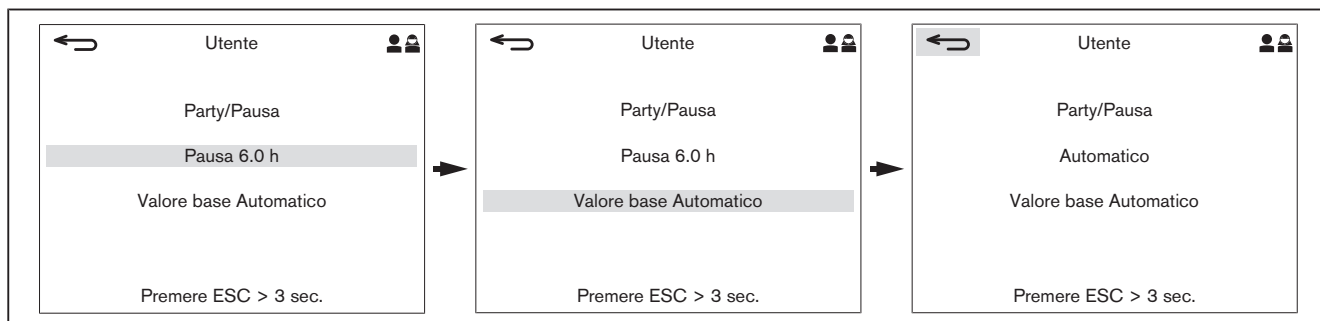 Utente
Party/Pausa
Pausa 6.0 h
Valore base Automatico
Premere ESC > 3 sec.
Utente
Party/Pausa
Pausa 6.0 h
Valore base Automatico
Premere ESC > 3 sec.
Utente
Party/Pausa
Automatico
Valore base Automatico
Premere ESC > 3 sec.